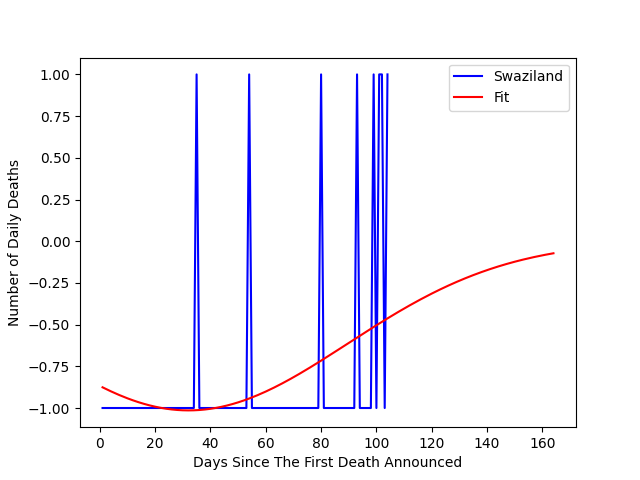 Swaziland
Fit
1.00
0.75
0.50
0.25
0.00
−0.25
−0.50
−0.75
−1.00
Number of Daily Deaths
0 20 40 60 80 100 120 140 160
Days Since The First Death Announced